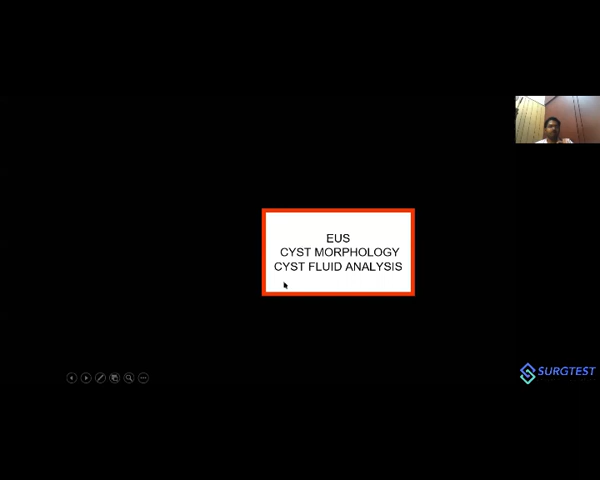 EUS
CYST MORPHOLOGY
CYST FLUID ANALYSIS
SURGTEST